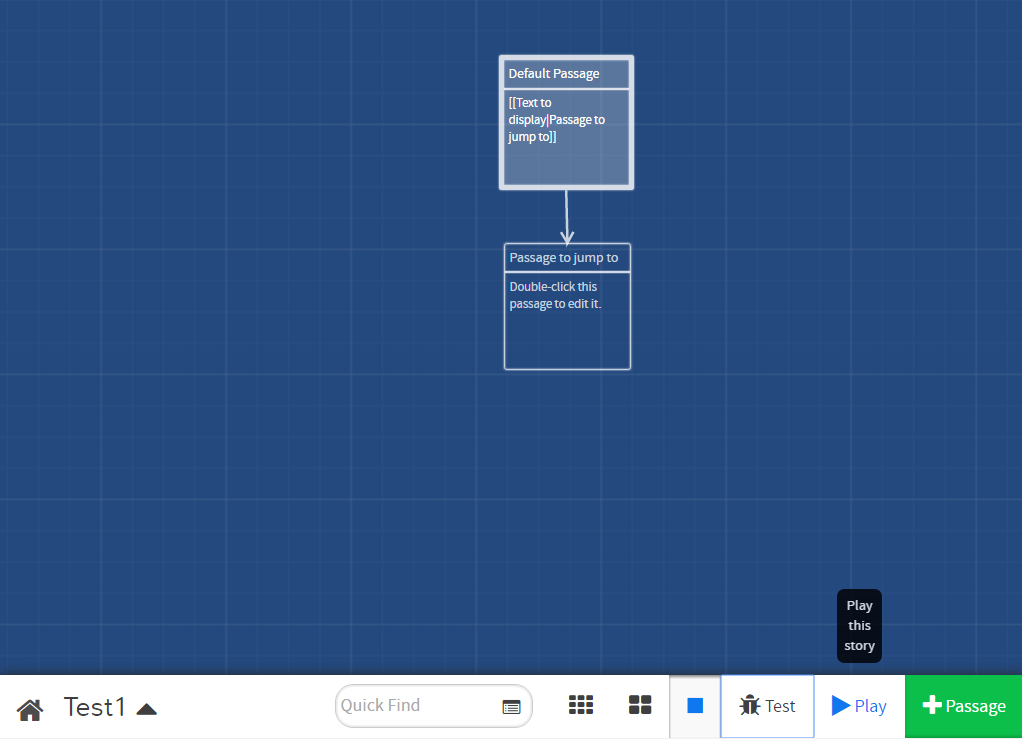 Default Passage
[[Text to
display|Passage to
jump to]]
Passage to jump to
Double-click this
passage to edit it.
Play
this
story
Test1
Quick Find
Test
Play
Passage